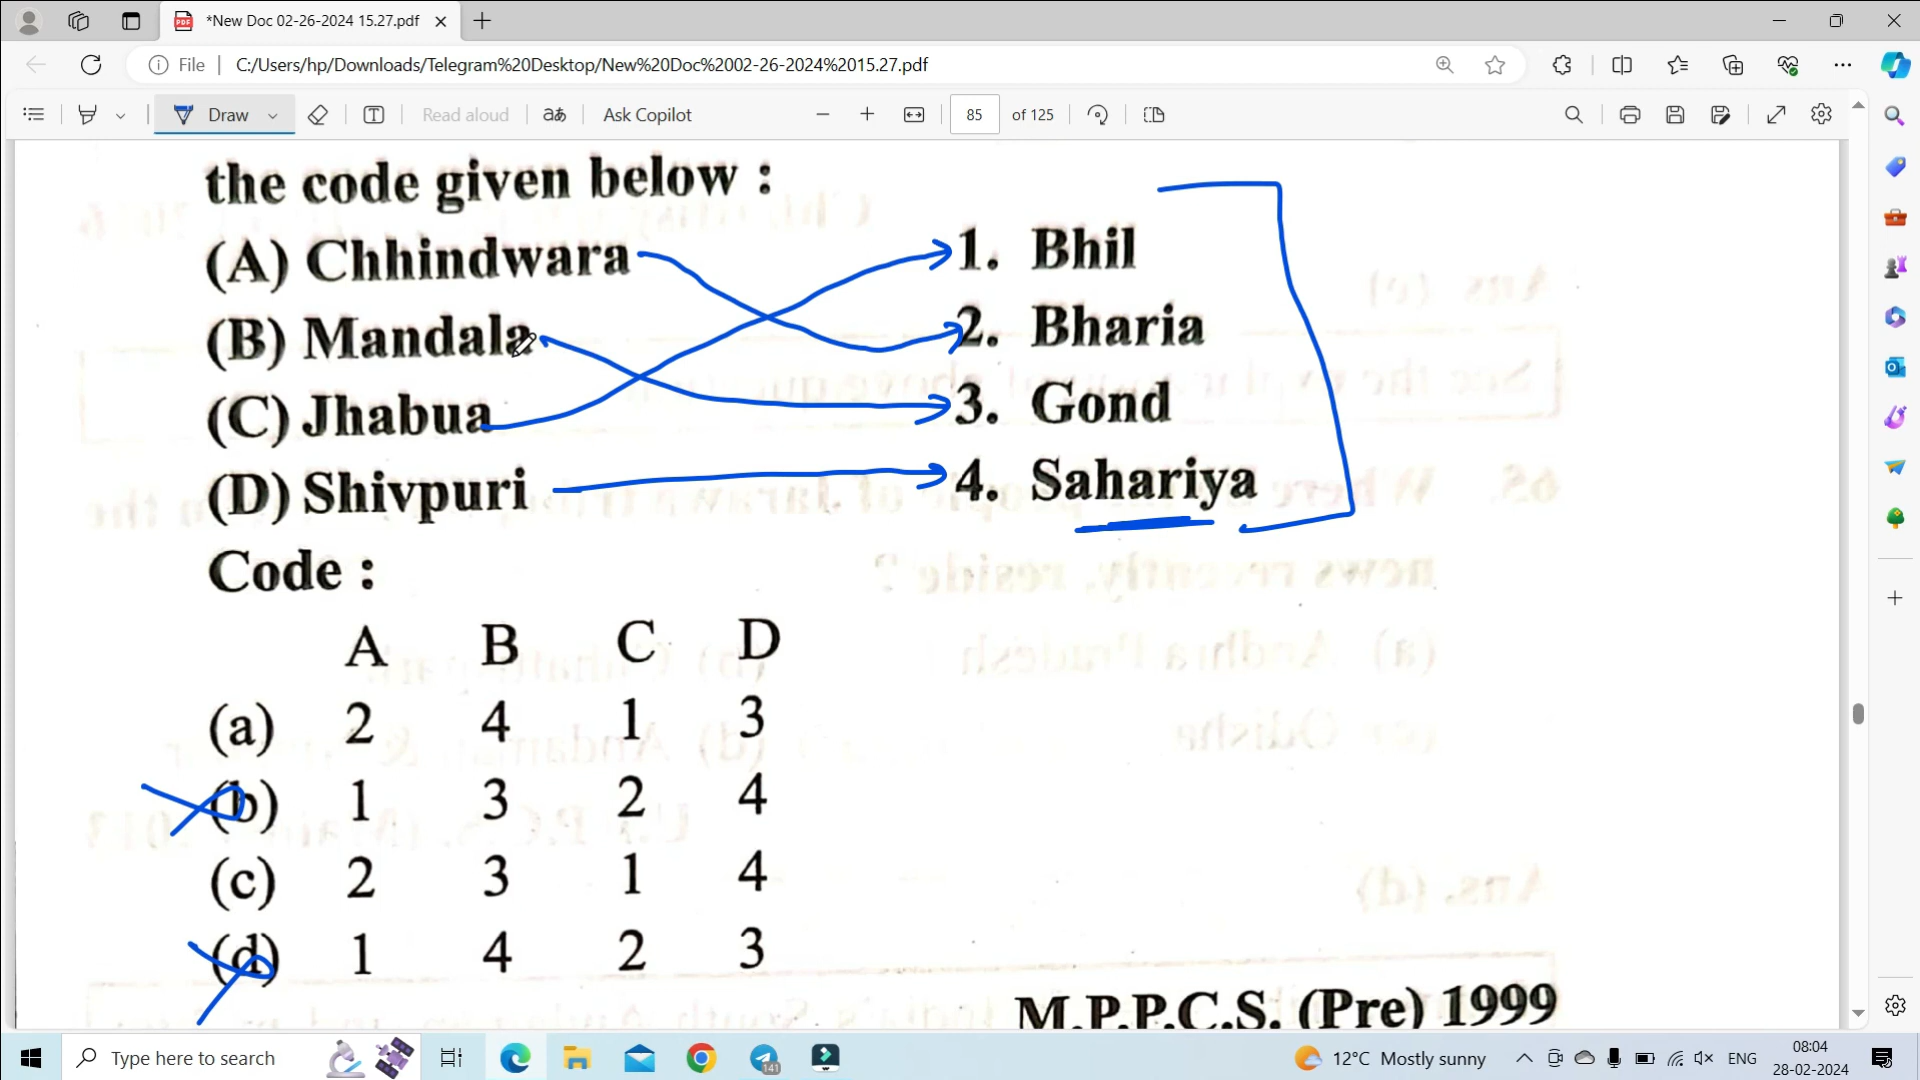 *New Doc 02-26-2024 15.27.pdf
File C:/Users/hp/Downloads/Telegram%20Desktop/New%20Doc%2002-26-2024%2015.27.pdf
Draw Read aloud aあ Ask Copilot 85 of 125
the code given below :
(A) Chhindwara 1. Bhil
(B) Mandala 2. Bharia
(C) Jhabua 3. Gond
(D) Shivpuri 4. Sahariya
Code :
A B C D
(a) 2 4 1 3
(b) 1 3 2 4
(c) 2 3 1 4
(d) 1 4 2 3
M.P.P.C.S. (Pre) 1999
Type here to search 141 12°C Mostly sunny ENG 08:04
28-02-2024